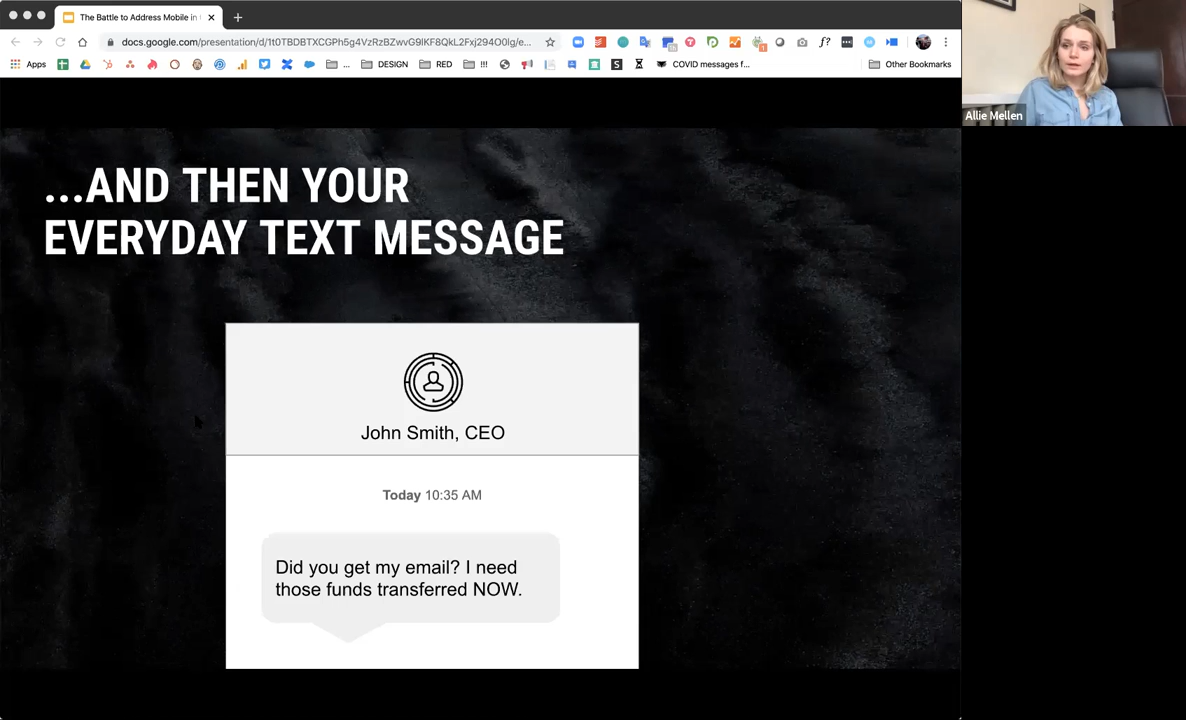 The Battle to Address Mobile in
docs.google.com/presentation/d/1t0TBDBTXCGPh5g4VzRzBZwvG9lKF8QkL2Fxj294O0lg/e...
Apps
...
DESIGN
RED
!!!
COVID messages f...
Other Bookmarks
Allie Mellen
...AND THEN YOUR
EVERYDAY TEXT MESSAGE
John Smith, CEO
Today 10:35 AM
Did you get my email? I need
those funds transferred NOW.